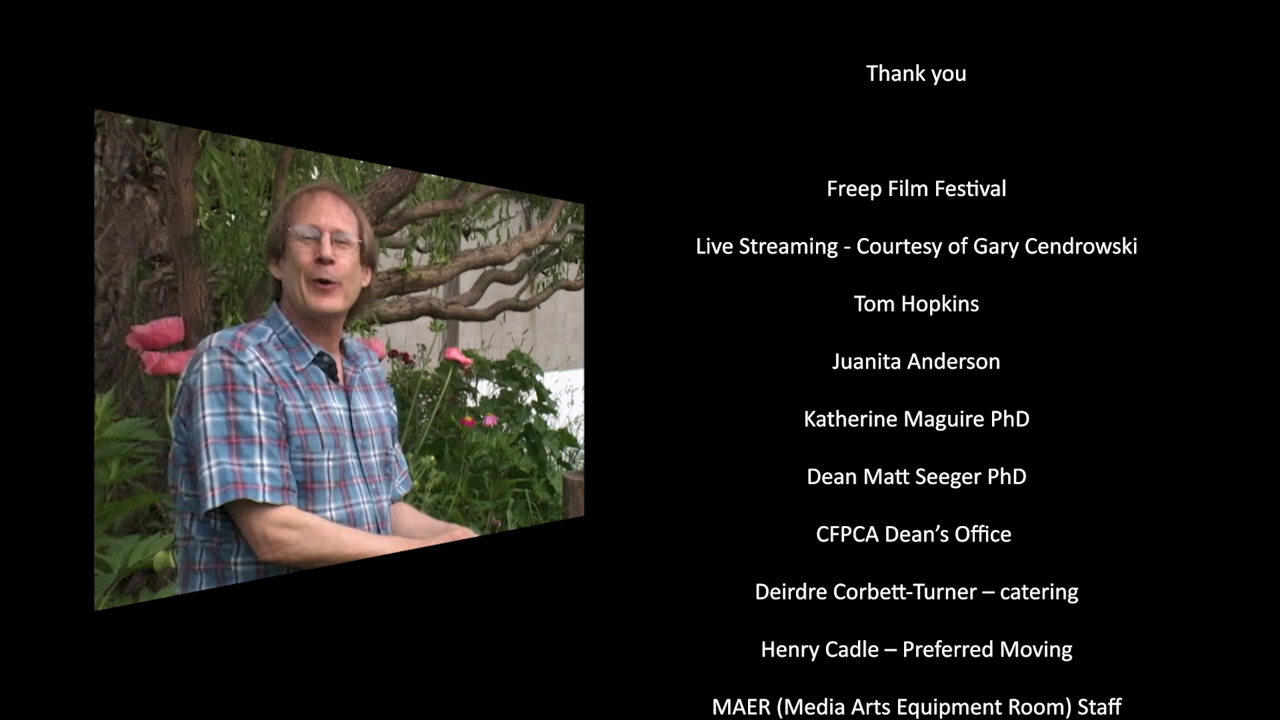 Thank you
Freep Film Festival
Live Streaming - Courtesy of Gary Cendrowski
Tom Hopkins
Juanita Anderson
Katherine Maguire PhD
Dean Matt Seeger PhD
CFPCA Dean’s Office
Deirdre Corbett-Turner – catering
Henry Cadle – Preferred Moving
MAER (Media Arts Equipment Room) Staff